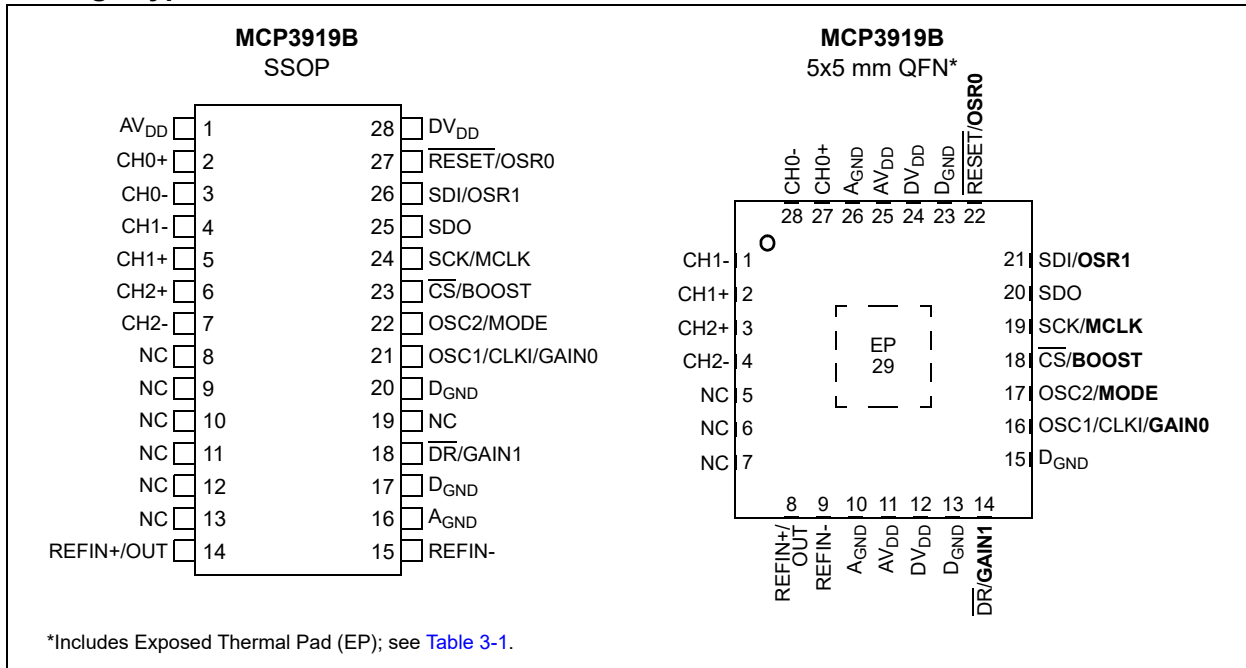 MCP3919B
SSOP
AVDD 1
CH0+ 2
CH0- 3
CH1- 4
CH1+ 5
CH2+ 6
CH2- 7
NC 8
NC 9
NC 10
NC 11
NC 12
NC 13
REFIN+/OUT 14
28 DVDD
27 RESET/OSR0
26 SDI/OSR1
25 SDO
24 SCK/MCLK
23 CS/BOOST
22 OSC2/MODE
21 OSC1/CLKI/GAIN0
20 DGND
19 NC
18 DR/GAIN1
17 DGND
16 AGND
15 REFIN-
MCP3919B
5x5 mm QFN*
CH0-
CH0+
AGND
AVDD
DVDD
DGND
RESET/OSR0
28 27 26 25 24 23 22
CH1- 1
CH1+ 2
CH2+ 3
CH2- 4
NC 5
NC 6
NC 7
EP
29
21 SDI/OSR1
20 SDO
19 SCK/MCLK
18 CS/BOOST
17 OSC2/MODE
16 OSC1/CLKI/GAIN0
15 DGND
8 9 10 11 12 13 14
REFIN+/
OUT
REFIN-
AGND
AVDD
DVDD
DGND
DR/GAIN1
*Includes Exposed Thermal Pad (EP); see Table 3-1.